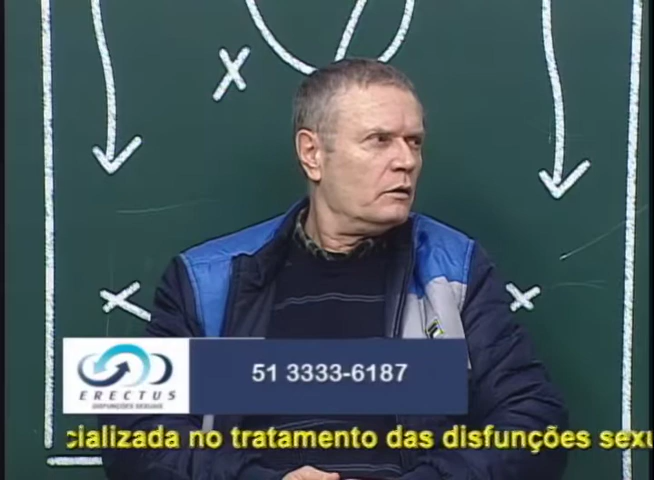 51 3333-6187
ERECTUS
DISFUNÇÕES SEXUAIS
cializada no tratamento das disfunções sexu